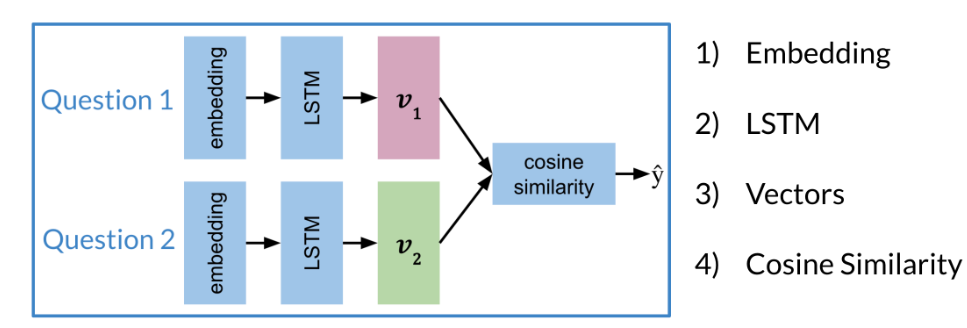 Question 1
embedding
LSTM
v1
Question 2
embedding
LSTM
v2
cosine
similarity
ŷ
1) Embedding
2) LSTM
3) Vectors
4) Cosine Similarity